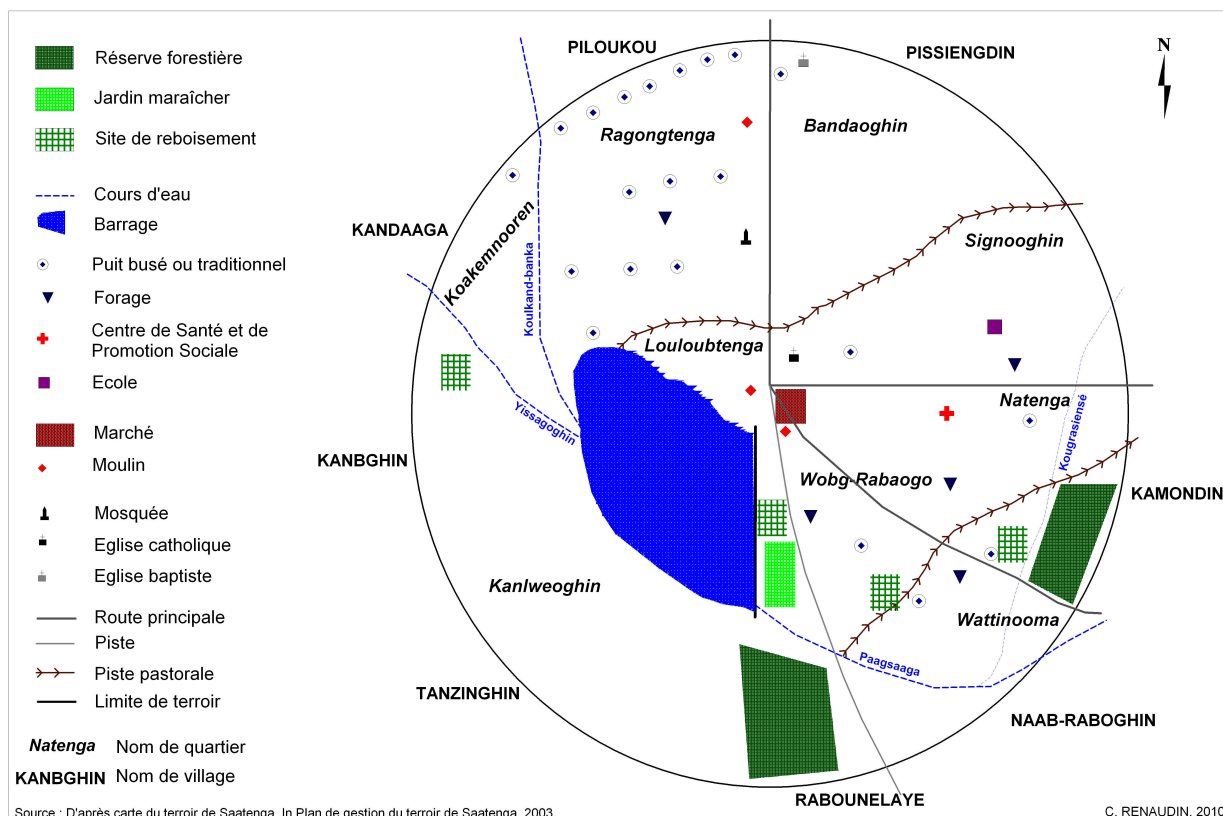 Réserve forestière
Jardin maraîcher
Site de reboisement
Cours d'eau
Barrage
Puit busé ou traditionnel
Forage
Centre de Santé et de
Promotion Sociale
Ecole
Marché
Moulin
Mosquée
Eglise catholique
Eglise baptiste
Route principale
Piste
Piste pastorale
Limite de terroir
Natenga Nom de quartier
KANBGHIN Nom de village
PILOUKOU
PISSIENGDIN
N
Ragongtenga
Bandaoghin
KANDAAGA
Koakemnooren
Koulkand-banka
Signooghin
Louloubtenga
Yissagoghin
Natenga
Kougrasiensé
KANBGHIN
Wobg-Rabaogo
KAMONDIN
Kanlweoghin
Wattinooma
Paagsaaga
TANZINGHIN
NAAB-RABOGHIN
RABOUNELAYE
Source : D'après carte du terroir de Saatenga. In Plan de gestion du terroir de Saatenga, 2003
C. RENAUDIN, 2010